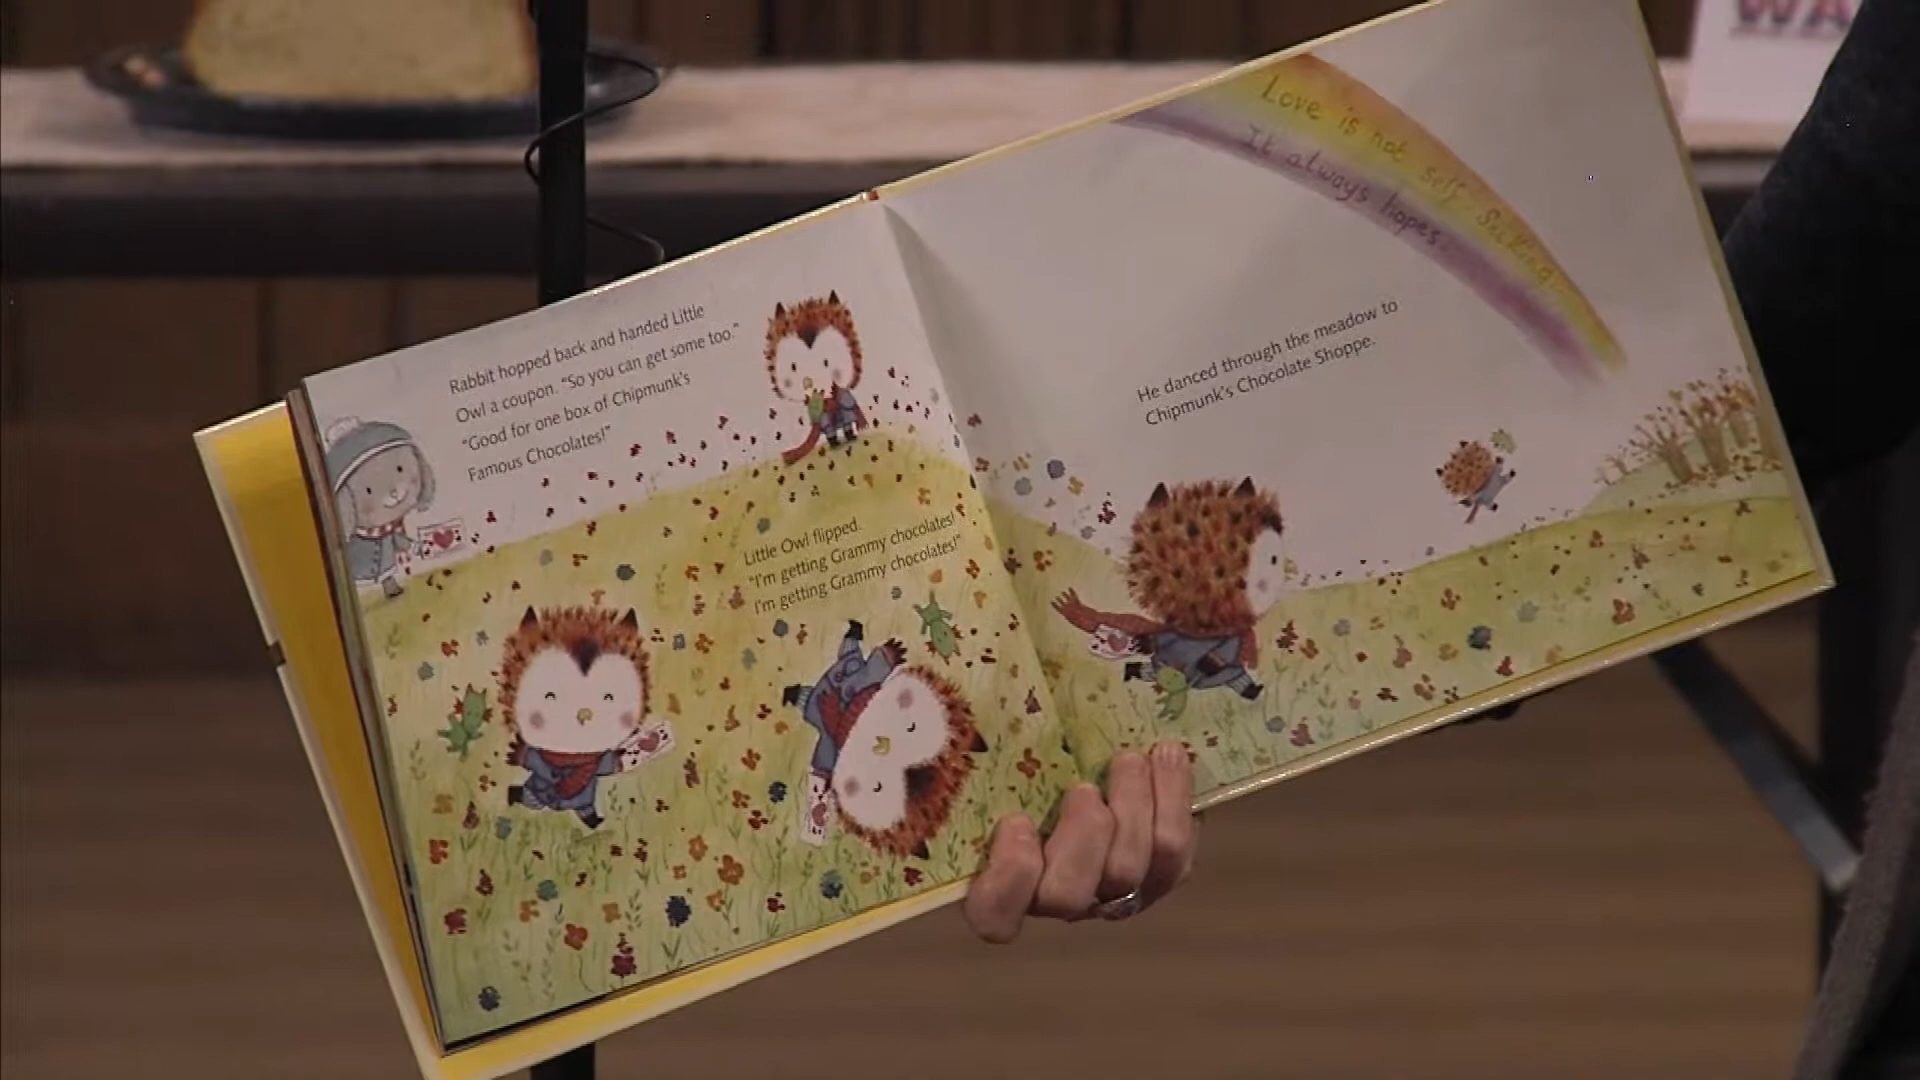 Rabbit hopped back and handed Little
Owl a coupon. "So you can get some too."
"Good for one box of Chipmunk's
Famous Chocolates!"
Little Owl flipped.
"I'm getting Grammy chocolates!
I'm getting Grammy chocolates!"
Love is not self-seeking.
It always hopes.
He danced through the meadow to
Chipmunk's Chocolate Shoppe.
WA